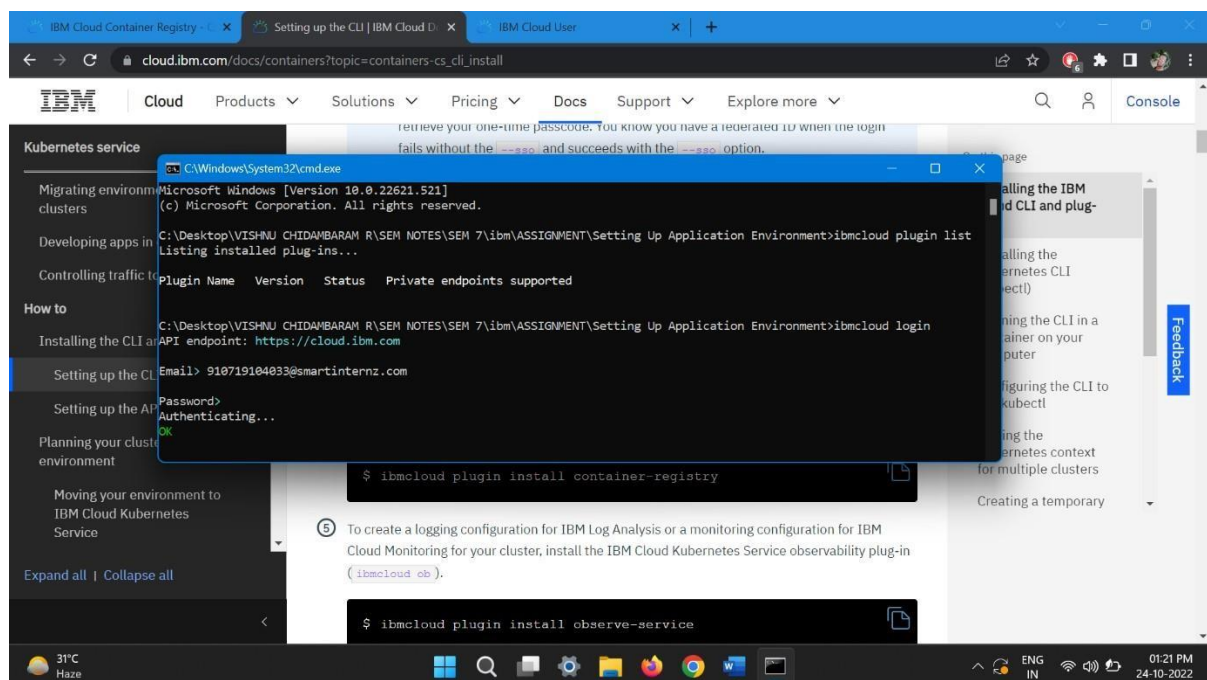 IBM Cloud Container Registry - C
Setting up the CLI | IBM Cloud D
IBM Cloud User
cloud.ibm.com/docs/containers?topic=containers-cs_cli_install
6
IBM Cloud Products Solutions Pricing Docs Support Explore more Console
Kubernetes service
Migrating environm
clusters
Developing apps in
Controlling traffic to
How to
Installing the CLI an
Setting up the CL
Setting up the AP
Planning your cluste
environment
Moving your environment to
IBM Cloud Kubernetes
Service
Expand all | Collapse all
retrieve your one-time passcode. You know you have a federated ID when the login
fails without the --sso and succeeds with the --sso option.
C:\Windows\System32\cmd.exe
Microsoft Windows [Version 10.0.22621.521]
(c) Microsoft Corporation. All rights reserved.
C:\Desktop\VISHNU CHIDAMBARAM R\SEM NOTES\SEM 7\ibm\ASSIGNMENT\Setting Up Application Environment>ibmcloud plugin list
Listing installed plug-ins...
Plugin Name Version Status Private endpoints supported
C:\Desktop\VISHNU CHIDAMBARAM R\SEM NOTES\SEM 7\ibm\ASSIGNMENT\Setting Up Application Environment>ibmcloud login
API endpoint: https://cloud.ibm.com
Email> 910719104033@smartinternz.com
Password>
Authenticating...
OK
$ ibmcloud plugin install container-registry
5 To create a logging configuration for IBM Log Analysis or a monitoring configuration for IBM
Cloud Monitoring for your cluster, install the IBM Cloud Kubernetes Service observability plug-in
( ibmcloud ob ).
$ ibmcloud plugin install observe-service
page
alling the IBM
d CLI and plug-
alling the
ernetes CLI
ectl)
ning the CLI in a
ainer on your
puter
figuring the CLI to
kubectl
ing the
ernetes context
for multiple clusters
Creating a temporary
Feedback
31°C
Haze
ENG
IN
01:21 PM
24-10-2022